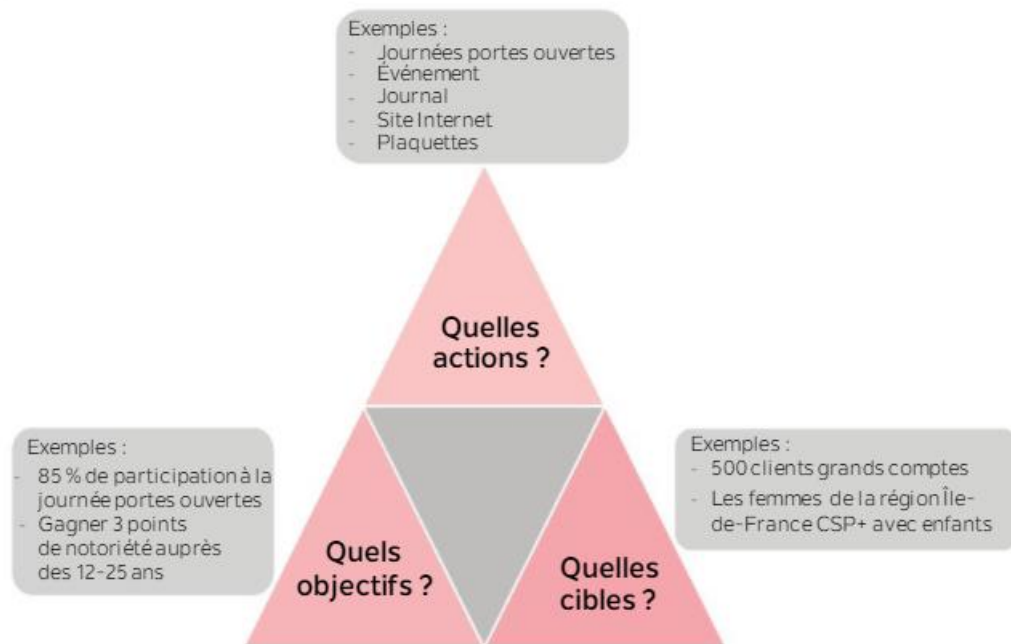 Exemples :
- Journées portes ouvertes
- Événement
- Journal
- Site Internet
- Plaquettes
Quelles
actions ?
Exemples :
- 85 % de participation à la
journée portes ouvertes
- Gagner 3 points
de notoriété auprès
des 12-25 ans
Quels
objectifs ?
Quelles
cibles ?
Exemples :
- 500 clients grands comptes
- Les femmes de la région Île-
de-France CSP+ avec enfants